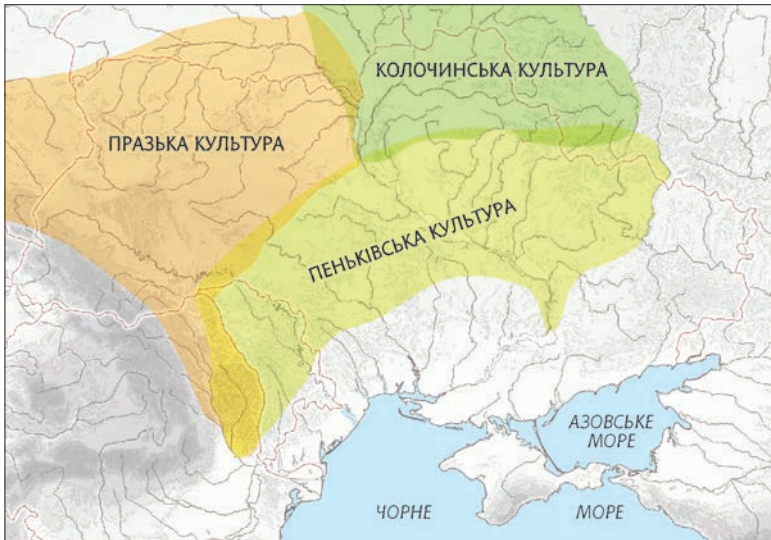 КОЛОЧИНСЬКА КУЛЬТУРА
ПРАЗЬКА КУЛЬТУРА
ПЕНЬКІВСЬКА КУЛЬТУРА
АЗОВСЬКЕ
МОРЕ
ЧОРНЕ МОРЕ